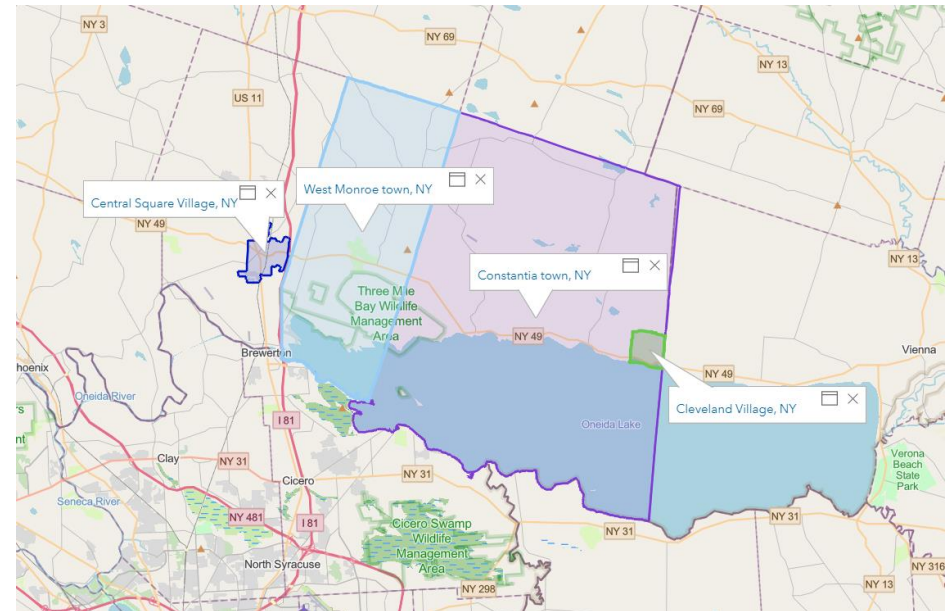 NY 3
NY 69
NY 13
US 11
NY 69
West Monroe town, NY
Central Square Village, NY
NY 49
NY 13
Constantia town, NY
Three Mile
Bay Wildlife
Management
Area
NY 49
Brewerton
Vienna
hoenix
NY 49
Oneida River
Cleveland Village, NY
Oneida Lake
I 81
Verona
Beach
State
Park
Clay
NY 31
NY 31
Cicero
Seneca River
NY 481
I 81
Cicero Swamp
Wildlife
Management
Area
NY 31
NY 31
North Syracuse
NY 316
NY 298
NY 13